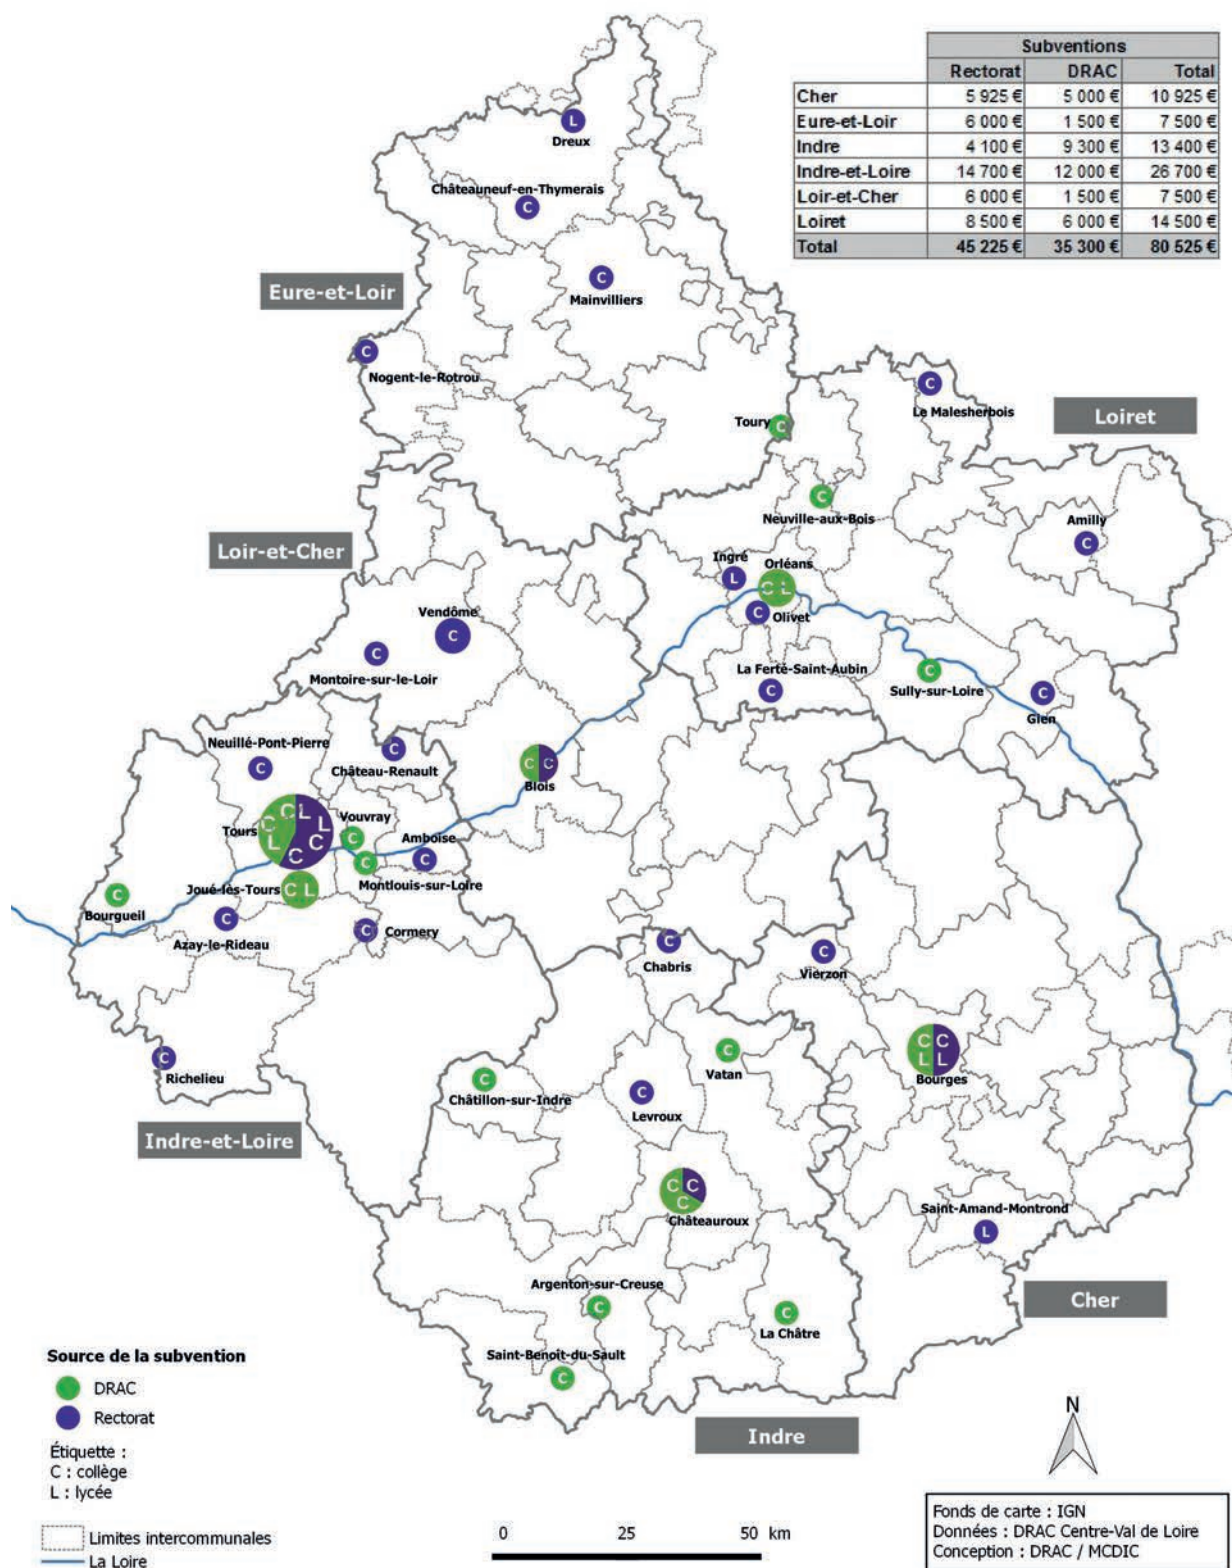 Subventions
Rectorat DRAC Total
Cher 5 925 € 5 000 € 10 925 €
Eure-et-Loir 6 000 € 1 500 € 7 500 €
Indre 4 100 € 9 300 € 13 400 €
Indre-et-Loire 14 700 € 12 000 € 26 700 €
Loir-et-Cher 6 000 € 1 500 € 7 500 €
Loiret 8 500 € 6 000 € 14 500 €
Total 45 225 € 35 300 € 80 525 €
L
Dreux
Châteauneuf-en-Thymerais
C
C
Mainvilliers
Eure-et-Loir
C
Nogent-le-Rotrou
C
Le Malesherbois
Loiret
Toury C
C
Neuville-aux-Bois
Amilly
C
Loir-et-Cher
Ingré
L
Orléans
C L
C Olivet
Vendôme
C
C
Montoire-sur-le-Loir
La Ferté-Saint-Aubin
C
C
Sully-sur-Loire
C
Gien
Neuillé-Pont-Pierre
C
C
Château-Renault
C C
Blois
Tours
C L
C L
L C
C
Vouvray
C
Amboise
C
C
Montlouis-sur-Loire
Joué-lès-Tours C L
C
Bourgueil
C
Azay-le-Rideau
C Cormery
C
Chabris
C
Vierzon
C
Richelieu
C
Vatan
C C
L L
Bourges
C
Châtillon-sur-Indre
C
Levroux
Indre-et-Loire
C C
C
Châteauroux
Saint-Amand-Montrond
L
Argenton-sur-Creuse
C
C
La Châtre
Cher
Saint-Benoît-du-Sault
C
Indre
Source de la subvention
DRAC
Rectorat
Étiquette :
C : collège
L : lycée
Limites intercommunales
La Loire
0 25 50 km
N
Fonds de carte : IGN
Données : DRAC Centre-Val de Loire
Conception : DRAC / MCDIC